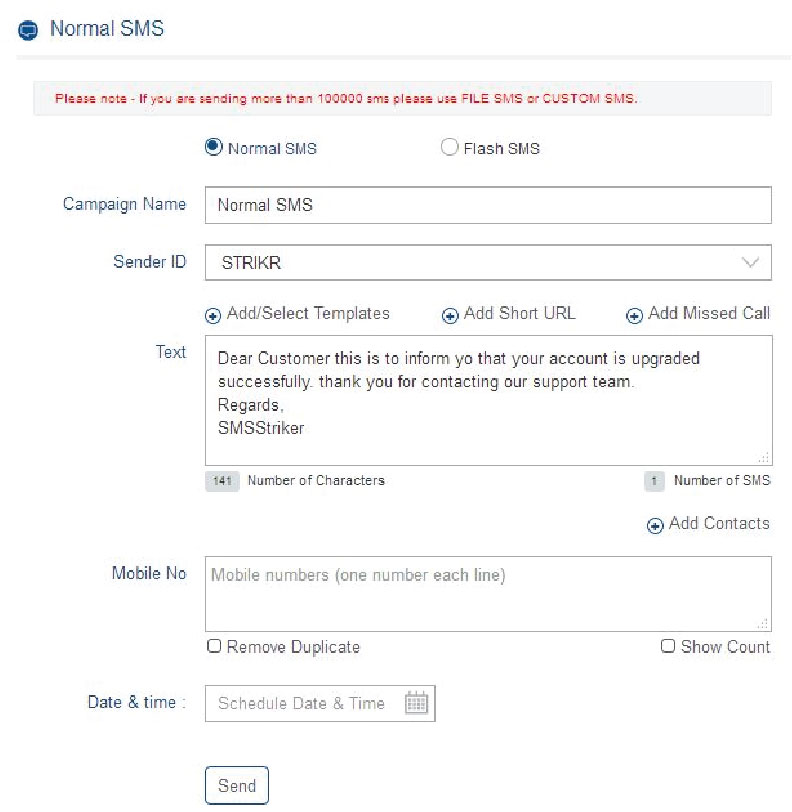 Normal SMS
Please note - If you are sending more than 100000 sms please use FILE SMS or CUSTOM SMS.
Normal SMS Flash SMS
Campaign Name Normal SMS
Sender ID STRIKR
Add/Select Templates Add Short URL Add Missed Call
Text
Dear Customer this is to inform yo that your account is upgraded
successfully. thank you for contacting our support team.
Regards,
SMSStriker
141 Number of Characters 1 Number of SMS
Add Contacts
Mobile No Mobile numbers (one number each line)
Remove Duplicate Show Count
Date & time : Schedule Date & Time
Send